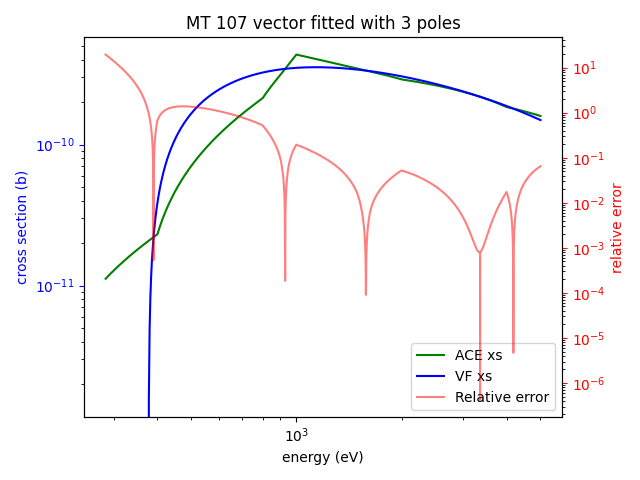 MT 107 vector fitted with 3 poles
cross section (b)
10⁻¹⁰
10⁻¹¹
10¹
10⁰
10⁻¹
10⁻²
10⁻³
10⁻⁴
10⁻⁵
10⁻⁶
relative error
ACE xs
VF xs
Relative error
10³
energy (eV)